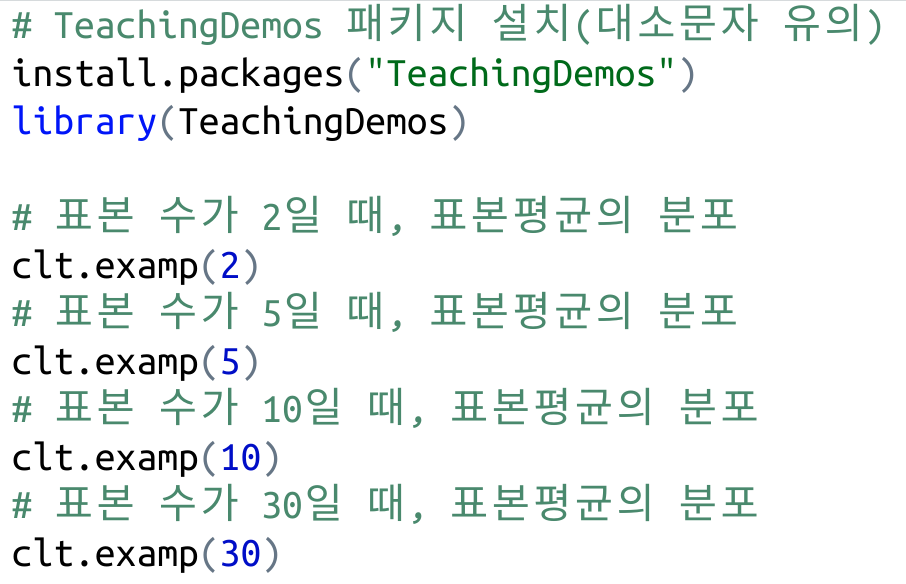 # TeachingDemos 패키지 설치(대소문자 유의)
install.packages("TeachingDemos")
library(TeachingDemos)
# 표본 수가 2일 때, 표본평균의 분포
clt.examp(2)
# 표본 수가 5일 때, 표본평균의 분포
clt.examp(5)
# 표본 수가 10일 때, 표본평균의 분포
clt.examp(10)
# 표본 수가 30일 때, 표본평균의 분포
clt.examp(30)